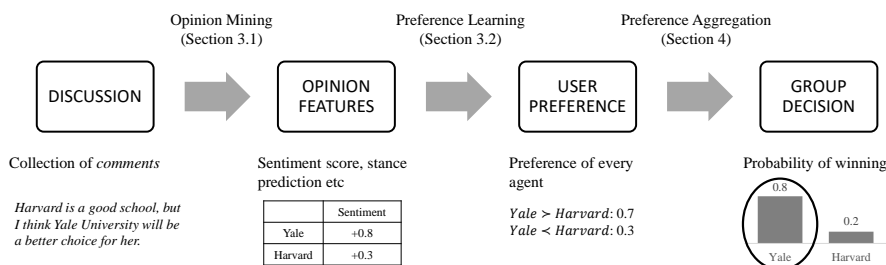 Opinion Mining
(Section 3.1)
Preference Learning
(Section 3.2)
Preference Aggregation
(Section 4)
DISCUSSION
OPINION
FEATURES
USER
PREFERENCE
GROUP
DECISION
Collection of comments
Harvard is a good school, but
I think Yale University will be
a better choice for her.
Sentiment score, stance
prediction etc
Sentiment
Yale +0.8
Harvard +0.3
Preference of every
agent
Yale ≻ Harvard: 0.7
Yale ≺ Harvard: 0.3
Probability of winning
0.8
0.2
Yale Harvard